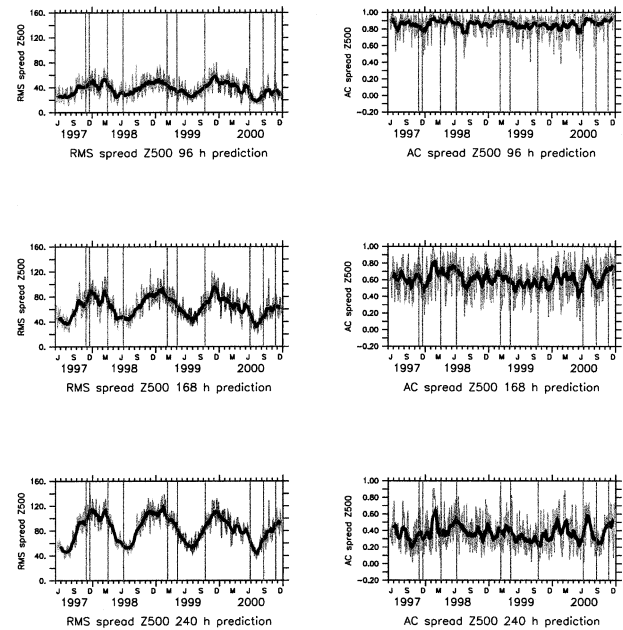 160.
120.
80.
40.
0.
RMS spread Z500
J S D M J S D M J S D M J S D
1997 1998 1999 2000
RMS spread Z500 96 h prediction
1.00
0.80
0.60
0.40
0.20
0.00
-0.20
AC spread Z500
J S D M J S D M J S D M J S D
1997 1998 1999 2000
AC spread Z500 96 h prediction
160.
120.
80.
40.
0.
RMS spread Z500
J S D M J S D M J S D M J S D
1997 1998 1999 2000
RMS spread Z500 168 h prediction
1.00
0.80
0.60
0.40
0.20
0.00
-0.20
AC spread Z500
J S D M J S D M J S D M J S D
1997 1998 1999 2000
AC spread Z500 168 h prediction
160.
120.
80.
40.
0.
RMS spread Z500
J S D M J S D M J S D M J S D
1997 1998 1999 2000
RMS spread Z500 240 h prediction
1.00
0.80
0.60
0.40
0.20
0.00
-0.20
AC spread Z500
J S D M J S D M J S D M J S D
1997 1998 1999 2000
AC spread Z500 240 h prediction